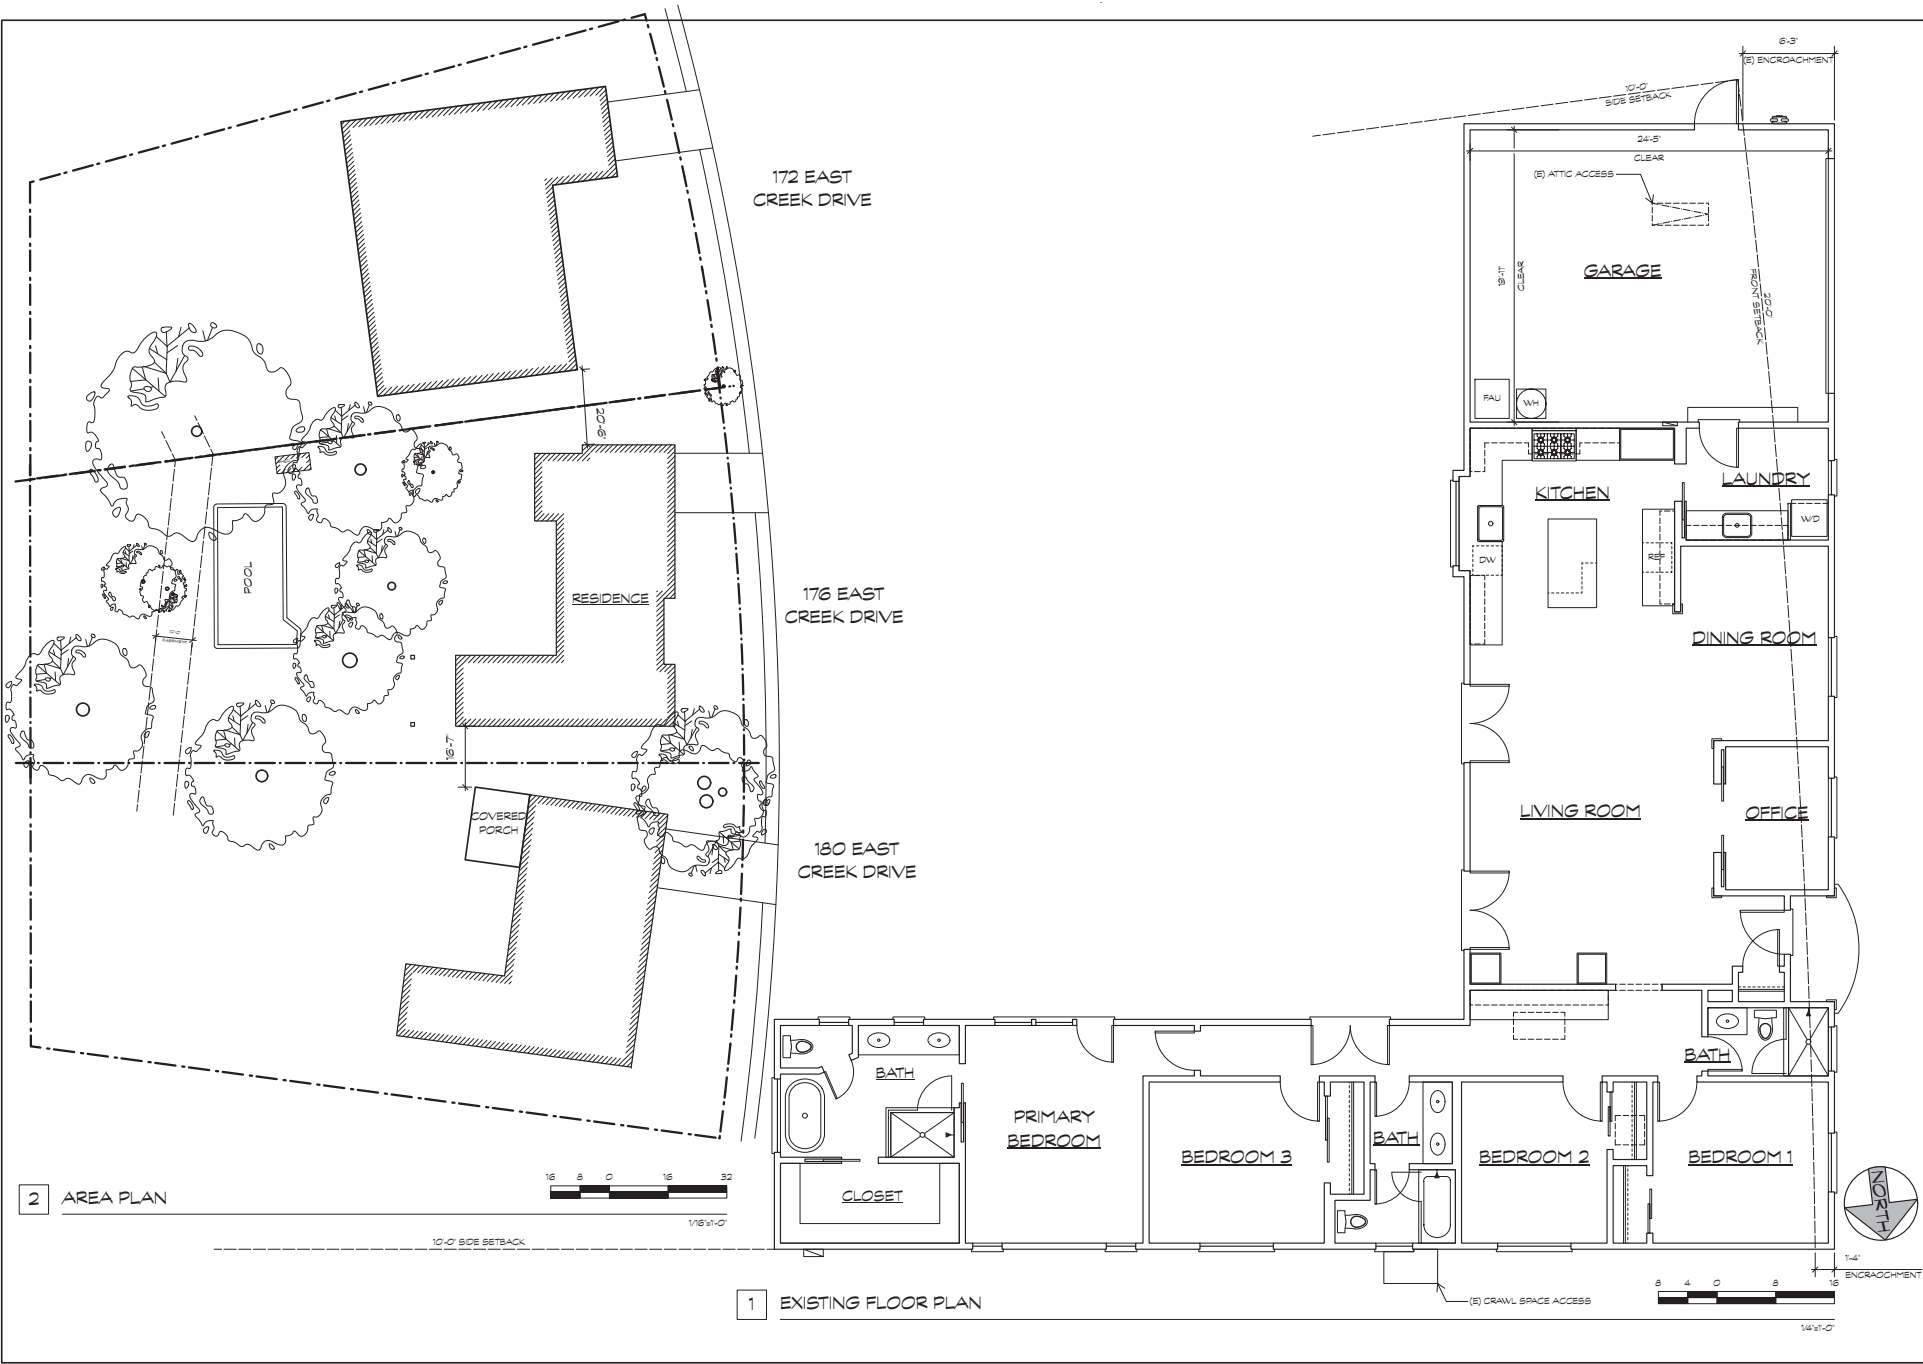 6'-3"
(E) ENCROACHMENT
10'-0"
SIDE SETBACK
24'-5"
CLEAR
(E) ATTIC ACCESS
172 EAST
CREEK DRIVE
GARAGE
18'-11"
CLEAR
20'-0"
FRONT SETBACK
FAU
WH
20'-6"
KITCHEN
LAUNDRY
W/D
DW
REF
POOL
RESIDENCE
176 EAST
CREEK DRIVE
10'-0"
EASEMENT
DINING ROOM
LIVING ROOM
OFFICE
16'-7"
COVERED
PORCH
180 EAST
CREEK DRIVE
BATH
BATH
PRIMARY
BEDROOM
BEDROOM 3
BATH
BEDROOM 2
BEDROOM 1
CLOSET
NORTH
16 8 0 16 32
2 AREA PLAN
1/16"=1'-0"
10'-0" SIDE SETBACK
1'-4"
ENCRAOCHMENT
8 4 0 8 16
1 EXISTING FLOOR PLAN
(E) CRAWL SPACE ACCESS
1/4"=1'-0"